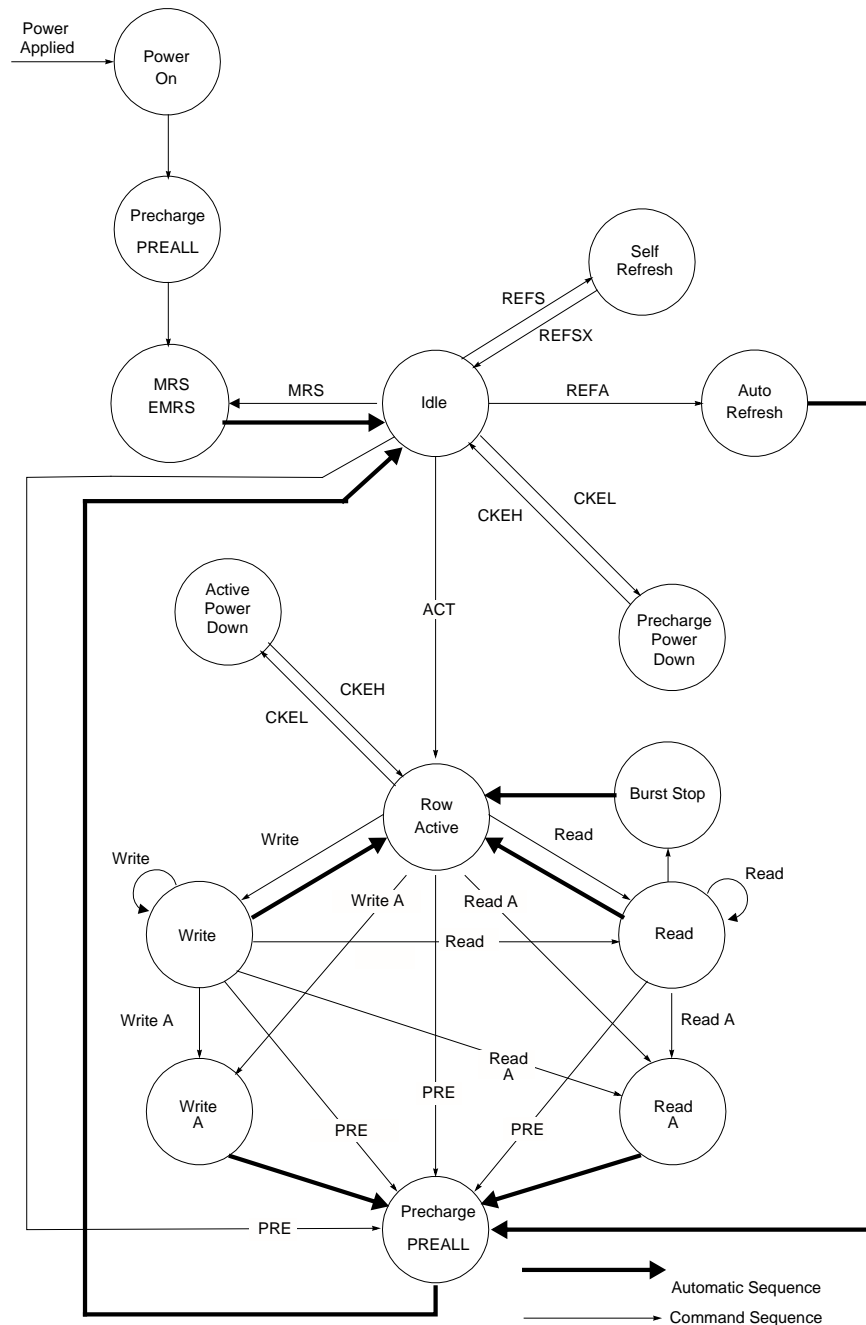 Power
Applied
Power
On
Precharge
PREALL
Self
Refresh
REFS
REFSX
MRS
EMRS
MRS
Idle
REFA
Auto
Refresh
CKEL
CKEH
Active
Power
Down
ACT
Precharge
Power
Down
CKEH
CKEL
Burst Stop
Row
Active
Write
Read
Write
Read
Write A
Read A
Write
Read
Read
Write A
Read A
Read
A
Write
A
Read
A
PRE
PRE
PRE
Precharge
PREALL
PRE
Automatic Sequence
Command Sequence